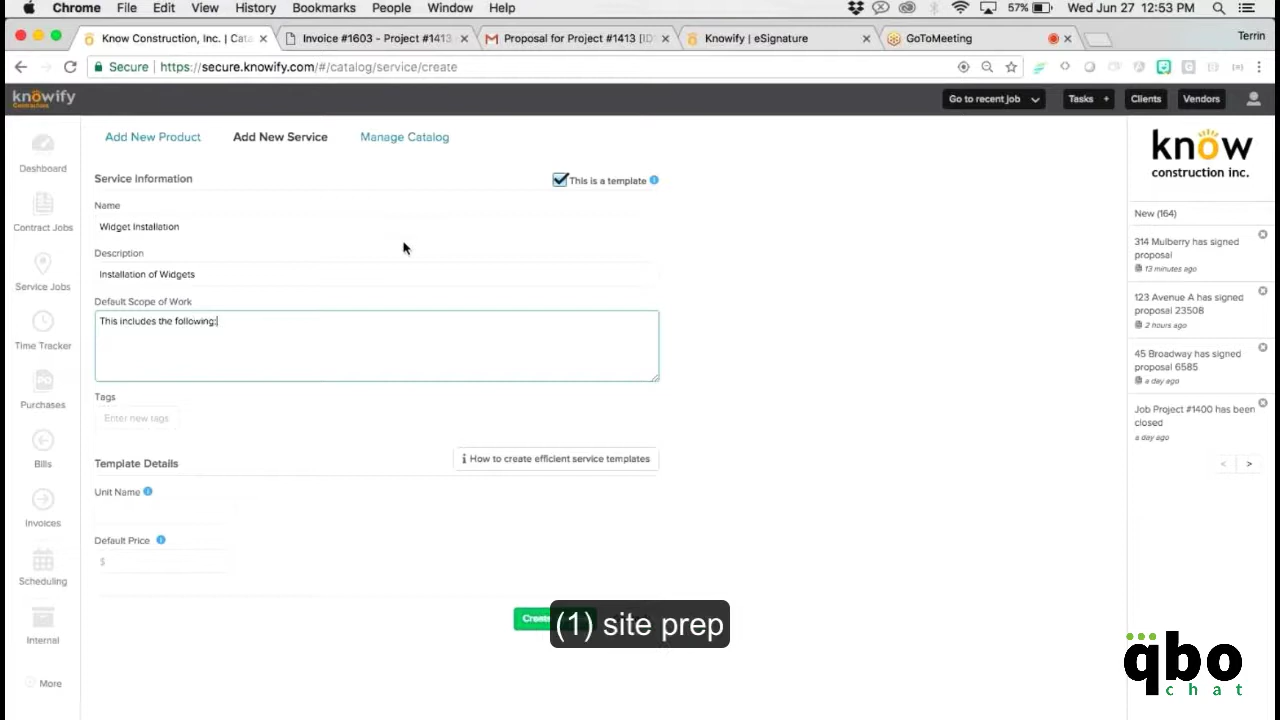 Chrome File Edit View History Bookmarks People Window Help 57% Wed Jun 27 12:53 PM
Know Construction, Inc. | Cata
Invoice #1603 - Project #1413
Proposal for Project #1413 [ID
Knowify | eSignature
GoToMeeting
Terrin
Secure https://secure.knowify.com/#/catalog/service/create
knowify
Contractors
Go to recent job
Tasks +
Clients
Vendors
Add New Product
Add New Service
Manage Catalog
Dashboard
Contract Jobs
Service Jobs
Time Tracker
PO
Purchases
Bills
Invoices
Scheduling
Internal
More
Service Information
This is a template
Name
Widget Installation
Description
Installation of Widgets
Default Scope of Work
This includes the following:
Tags
Enter new tags
Template Details
How to create efficient service templates
Unit Name
Default Price
$
Create
(1) site prep
know
construction inc.
New (164)
314 Mulberry has signed
proposal
13 minutes ago
123 Avenue A has signed
proposal 23508
2 hours ago
45 Broadway has signed
proposal 6585
a day ago
Job Project #1400 has been
closed
a day ago
< >
qbo
chat